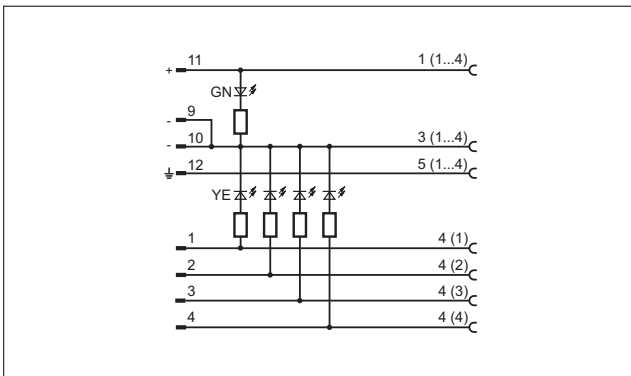 + 11 1 (1...4)
GN
- 9
- 10 3 (1...4)
12 5 (1...4)
YE
1 4 (1)
2 4 (2)
3 4 (3)
4 4 (4)